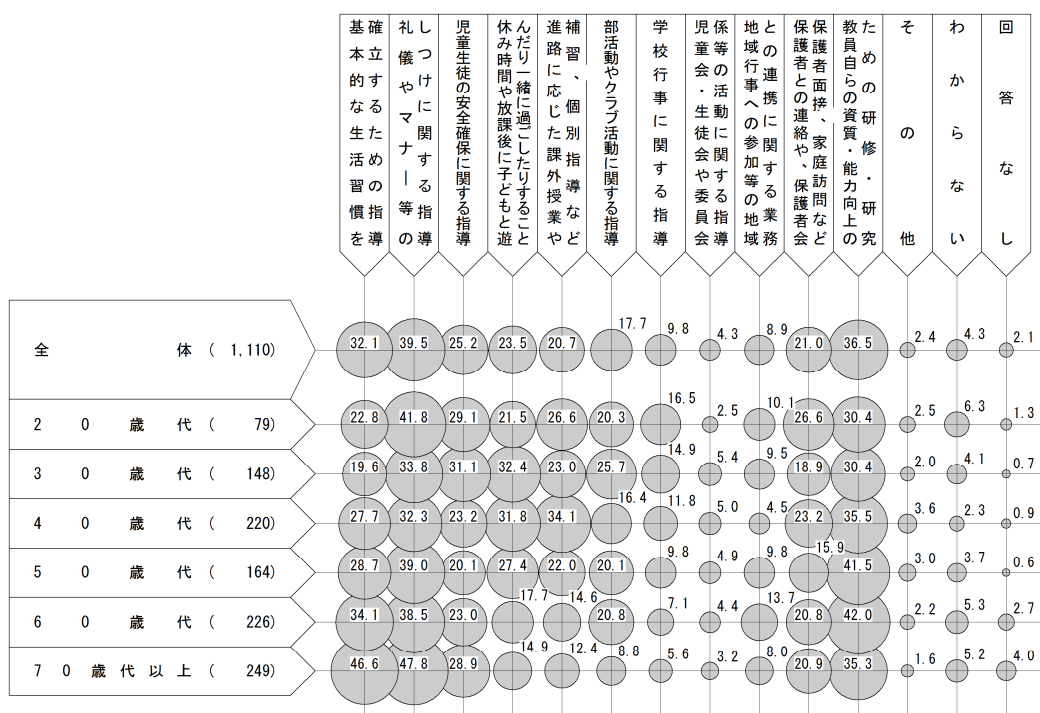 基本的な生活習慣を
確立するための指導
礼儀やマナー等の
しつけに関する指導
児童生徒の安全確保に関する指導
休み時間や放課後に子どもと遊
んだり一緒に過ごしたりすること
進路に応じた課外授業や
補習、個別指導など
部活動やクラブ活動に関する指導
学校行事に関する指導
児童会・生徒会や委員会
係等の活動に関する指導
地域行事への参加等の地域
との連携に関する業務
保護者との連絡や、保護者会
保護者面接、家庭訪問など
教員自らの資質・能力向上の
ための研修・研究
その他
わからない
回答なし
全体 ( 1,110) 32.1 39.5 25.2 23.5 20.7 17.7 9.8 4.3 8.9 21.0 36.5 2.4 4.3 2.1
20歳代 ( 79) 22.8 41.8 29.1 21.5 26.6 20.3 16.5 2.5 10.1 26.6 30.4 2.5 6.3 1.3
30歳代 ( 148) 19.6 33.8 31.1 32.4 23.0 25.7 14.9 5.4 9.5 18.9 30.4 2.0 4.1 0.7
40歳代 ( 220) 27.7 32.3 23.2 31.8 34.1 16.4 11.8 5.0 4.5 23.2 35.5 3.6 2.3 0.9
50歳代 ( 164) 28.7 39.0 20.1 27.4 22.0 20.1 9.8 4.9 9.8 15.9 41.5 3.0 3.7 0.6
60歳代 ( 226) 34.1 38.5 23.0 17.7 14.6 20.8 7.1 4.4 13.7 20.8 42.0 2.2 5.3 2.7
70歳代以上 ( 249) 46.6 47.8 28.9 14.9 12.4 8.8 5.6 3.2 8.0 20.9 35.3 1.6 5.2 4.0